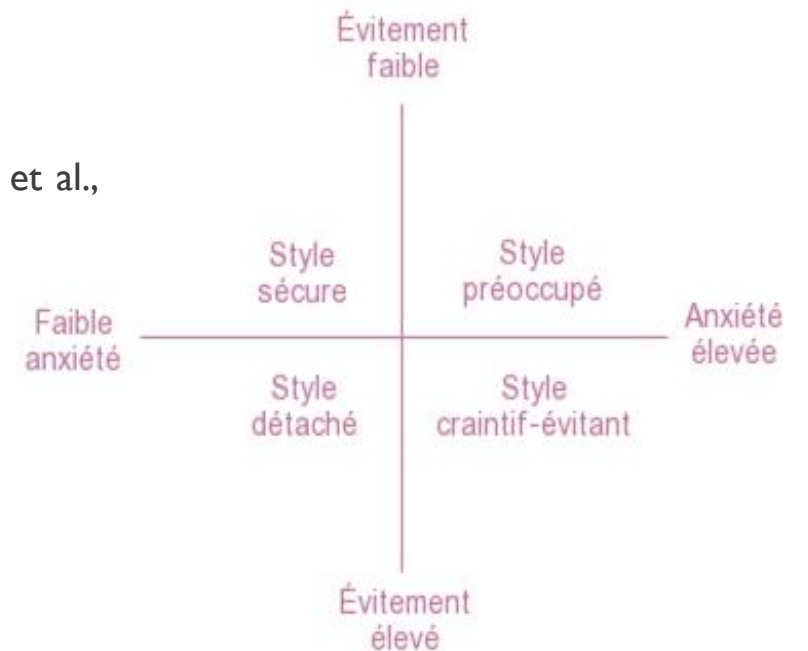 Évitement
faible
et al.,
Style
sécure
Style
préoccupé
Faible
anxiété
Anxiété
élevée
Style
détaché
Style
craintif-évitant
Évitement
élevé